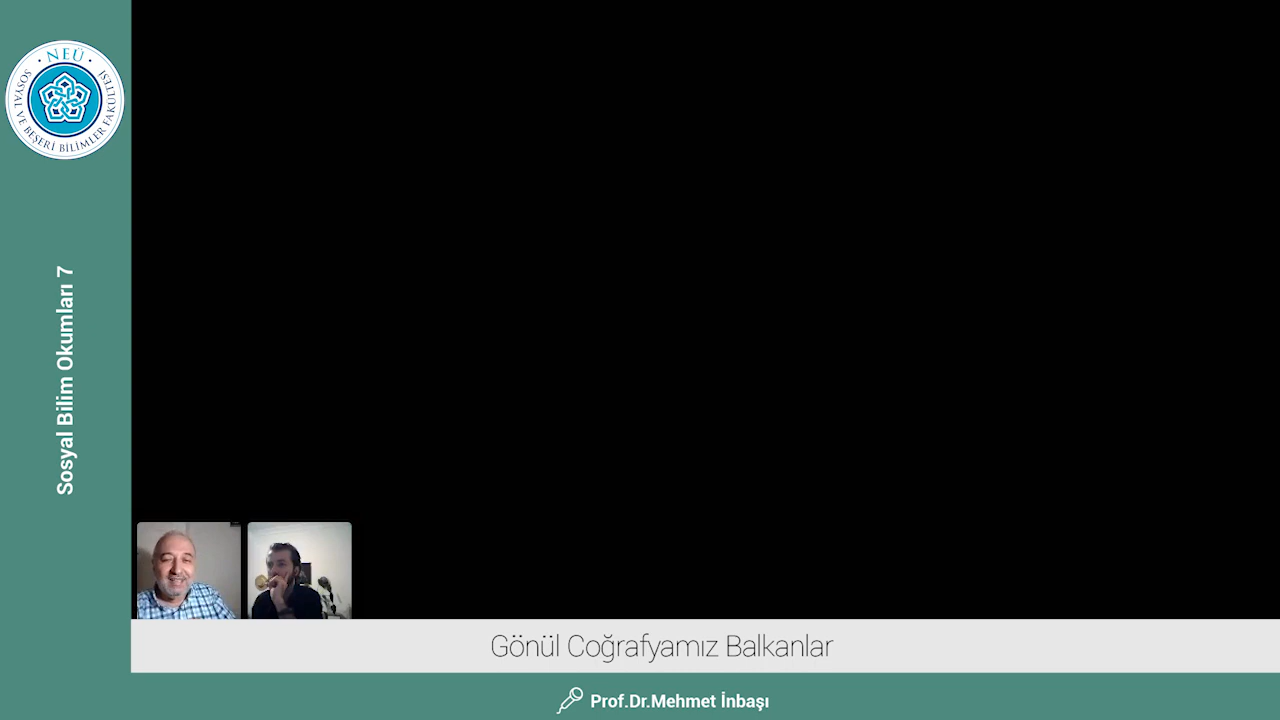 · NEÜ ·
SOSYAL VE BEŞERİ BİLİMLER FAKÜLTESİ
Sosyal Bilim Okumları 7
Gönül Coğrafyamız Balkanlar
Prof.Dr.Mehmet İnbaşı